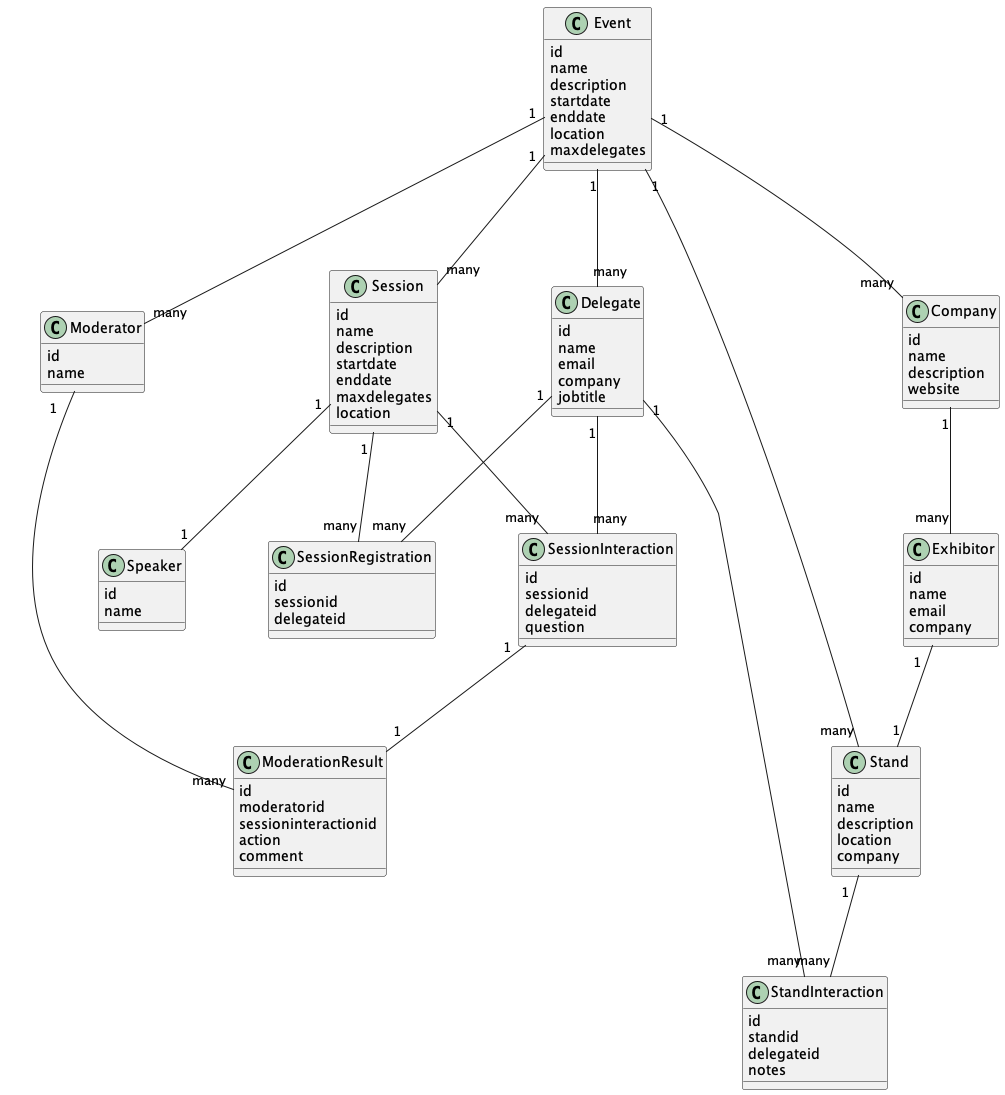 C Event
id
name
description
startdate
enddate
location
maxdelegates
1
1
1
1
1
many
many
many
many
many
C Moderator
id
name
1
C Session
id
name
description
startdate
enddate
maxdelegates
location
1
1
1
C Delegate
id
name
email
company
jobtitle
1
1
1
C Company
id
name
description
website
1
1
many
many
many
many
many
C Speaker
id
name
C SessionRegistration
id
sessionid
delegateid
C SessionInteraction
id
sessionid
delegateid
question
1
C Exhibitor
id
name
email
company
1
many
1
1
C ModerationResult
id
moderatorid
sessioninteractionid
action
comment
C Stand
id
name
description
location
company
1
many
many
C StandInteraction
id
standid
delegateid
notes